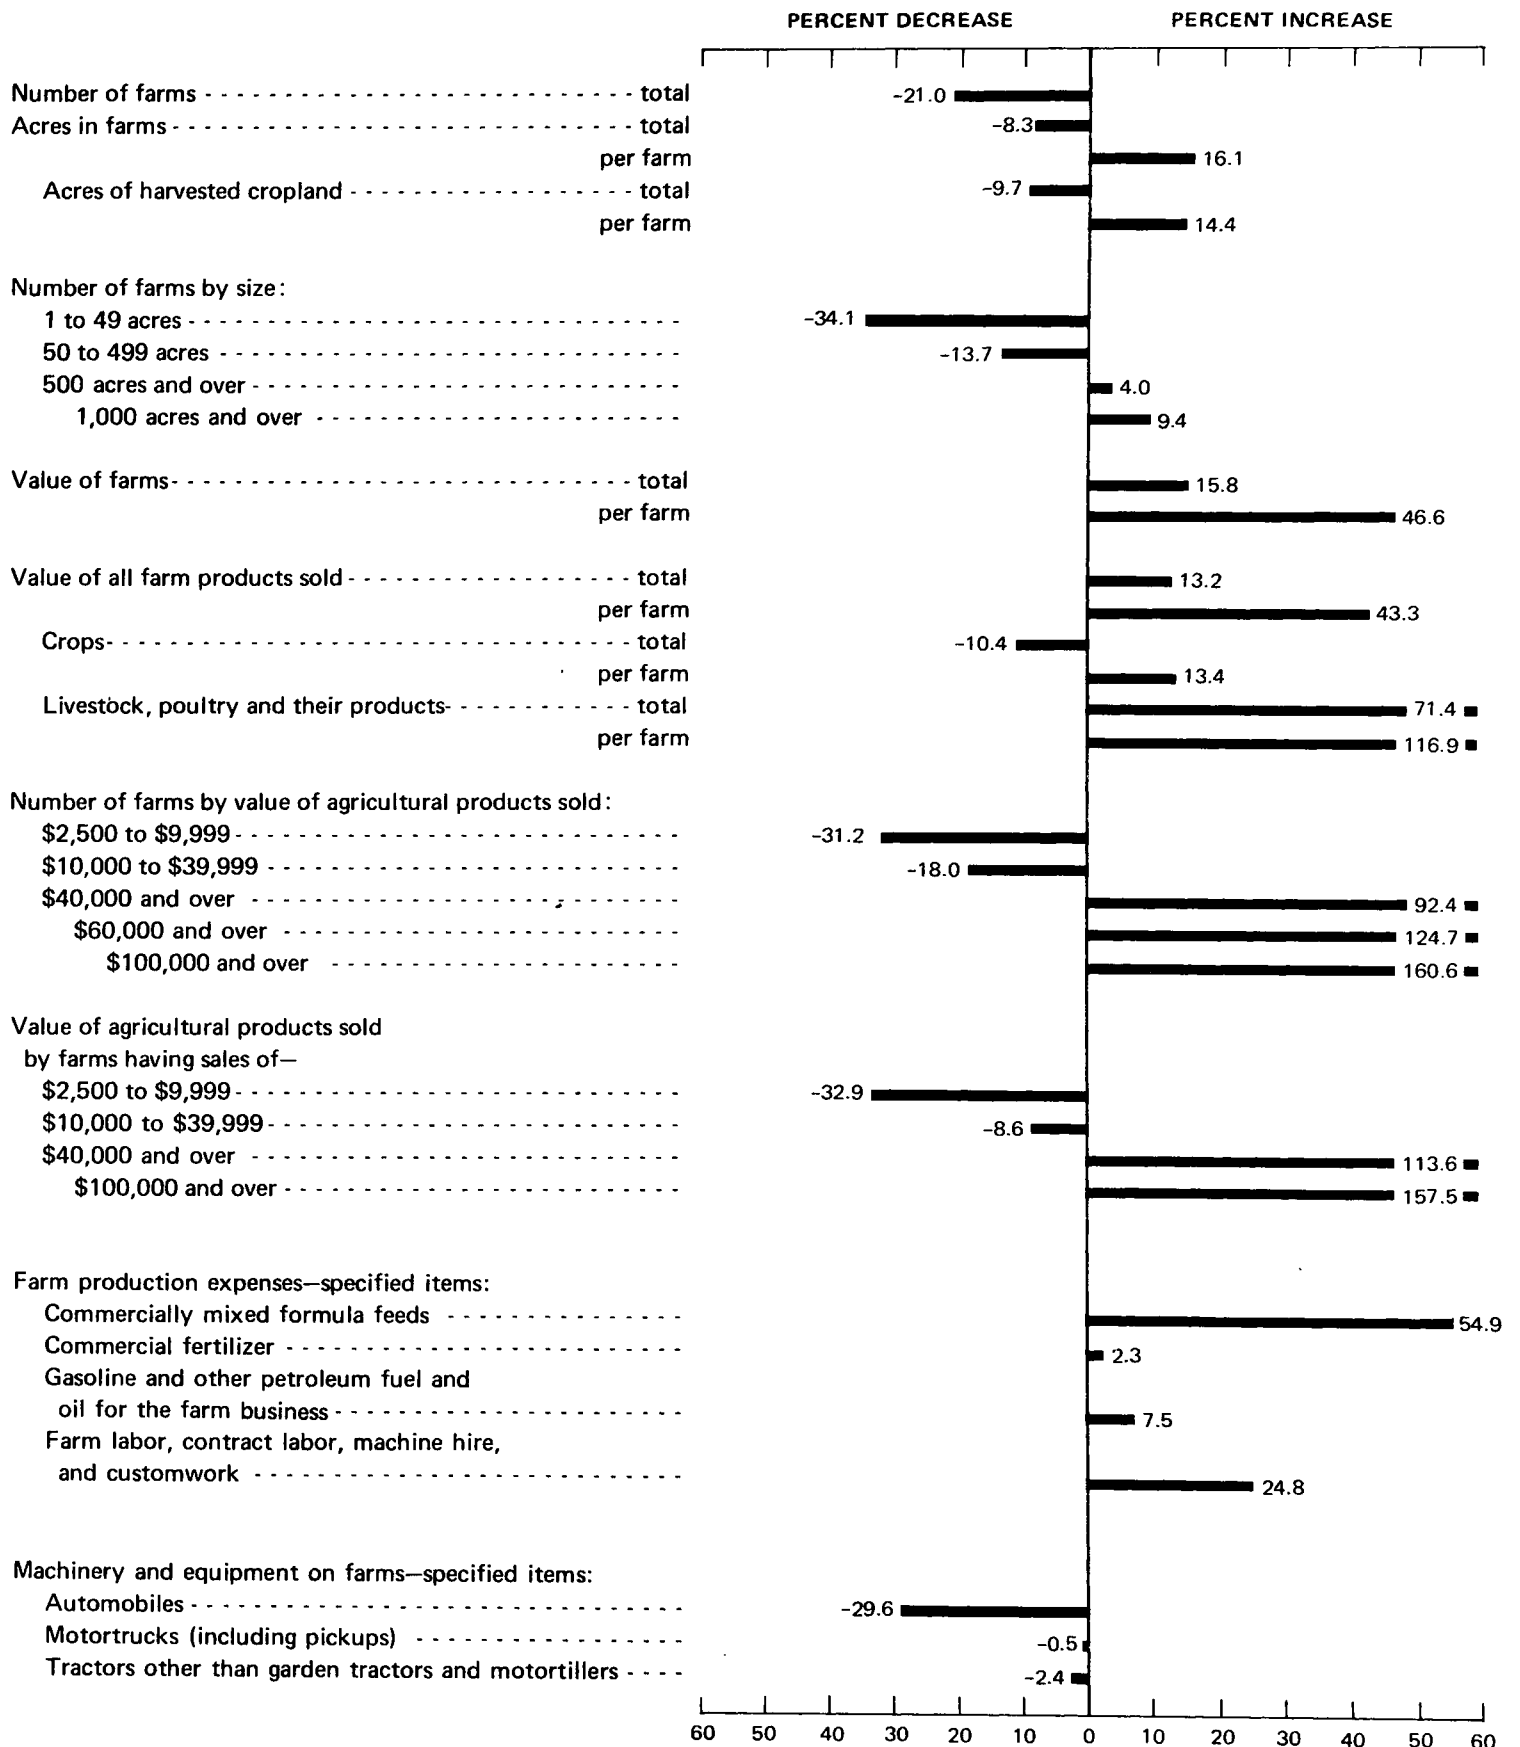 PERCENT DECREASE PERCENT INCREASE
Number of farms - - - - - - - - - - - - - - - - - - - - - - - - - - - total -21.0
Acres in farms - - - - - - - - - - - - - - - - - - - - - - - - - - - - - total -8.3
per farm 16.1
Acres of harvested cropland - - - - - - - - - - - - - - - - - - total -9.7
per farm 14.4
Number of farms by size:
1 to 49 acres - - - - - - - - - - - - - - - - - - - - - - - - - - - - - - - -34.1
50 to 499 acres - - - - - - - - - - - - - - - - - - - - - - - - - - - - - -13.7
500 acres and over - - - - - - - - - - - - - - - - - - - - - - - - - - - 4.0
1,000 acres and over - - - - - - - - - - - - - - - - - - - - - - - 9.4
Value of farms - - - - - - - - - - - - - - - - - - - - - - - - - - - - - total 15.8
per farm 46.6
Value of all farm products sold - - - - - - - - - - - - - - - - - - total 13.2
per farm 43.3
Crops - - - - - - - - - - - - - - - - - - - - - - - - - - - - - - - - - total -10.4
per farm 13.4
Livestock, poultry and their products - - - - - - - - - - - - total 71.4
per farm 116.9
Number of farms by value of agricultural products sold:
$2,500 to $9,999 - - - - - - - - - - - - - - - - - - - - - - - - - - - - -31.2
$10,000 to $39,999 - - - - - - - - - - - - - - - - - - - - - - - - - - -18.0
$40,000 and over - - - - - - - - - - - - - - - - - - - - - - - - - - - 92.4
$60,000 and over - - - - - - - - - - - - - - - - - - - - - - - - - 124.7
$100,000 and over - - - - - - - - - - - - - - - - - - - - - - 160.6
Value of agricultural products sold
by farms having sales of—
$2,500 to $9,999 - - - - - - - - - - - - - - - - - - - - - - - - - - - - -32.9
$10,000 to $39,999 - - - - - - - - - - - - - - - - - - - - - - - - - - -8.6
$40,000 and over - - - - - - - - - - - - - - - - - - - - - - - - - - - 113.6
$100,000 and over - - - - - - - - - - - - - - - - - - - - - - - - - 157.5
Farm production expenses—specified items:
Commercially mixed formula feeds - - - - - - - - - - - - - - - 54.9
Commercial fertilizer - - - - - - - - - - - - - - - - - - - - - - - - - 2.3
Gasoline and other petroleum fuel and
oil for the farm business - - - - - - - - - - - - - - - - - - - - - - 7.5
Farm labor, contract labor, machine hire,
and customwork - - - - - - - - - - - - - - - - - - - - - - - - - - - 24.8
Machinery and equipment on farms—specified items:
Automobiles - - - - - - - - - - - - - - - - - - - - - - - - - - - - - - - -29.6
Motortrucks (including pickups) - - - - - - - - - - - - - - - - - -0.5
Tractors other than garden tractors and motortillers - - - - -2.4
60 50 40 30 20 10 0 10 20 30 40 50 60